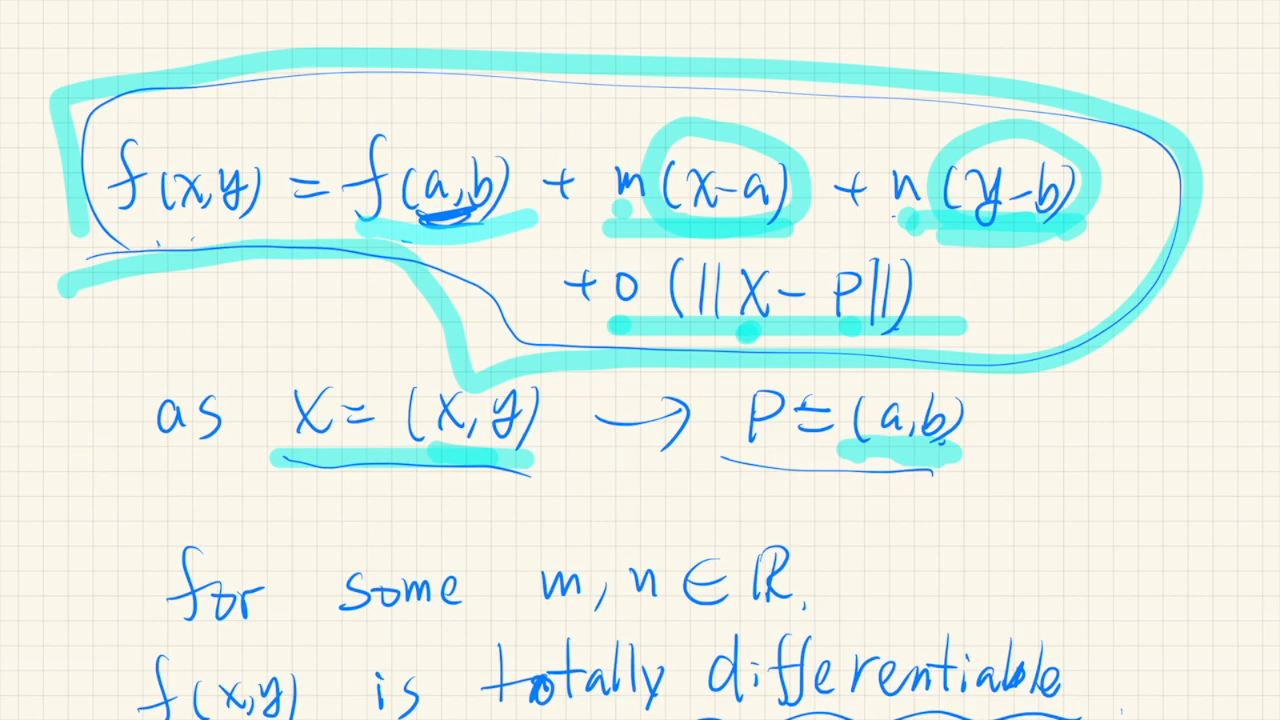 f(x,y) = f(a,b) + m(x-a) + n(y-b)
+ o(||X-P||)
as X = (x,y) → P = (a,b)
for some m, n ∈ ℝ.
f(x,y) is totally differentiable